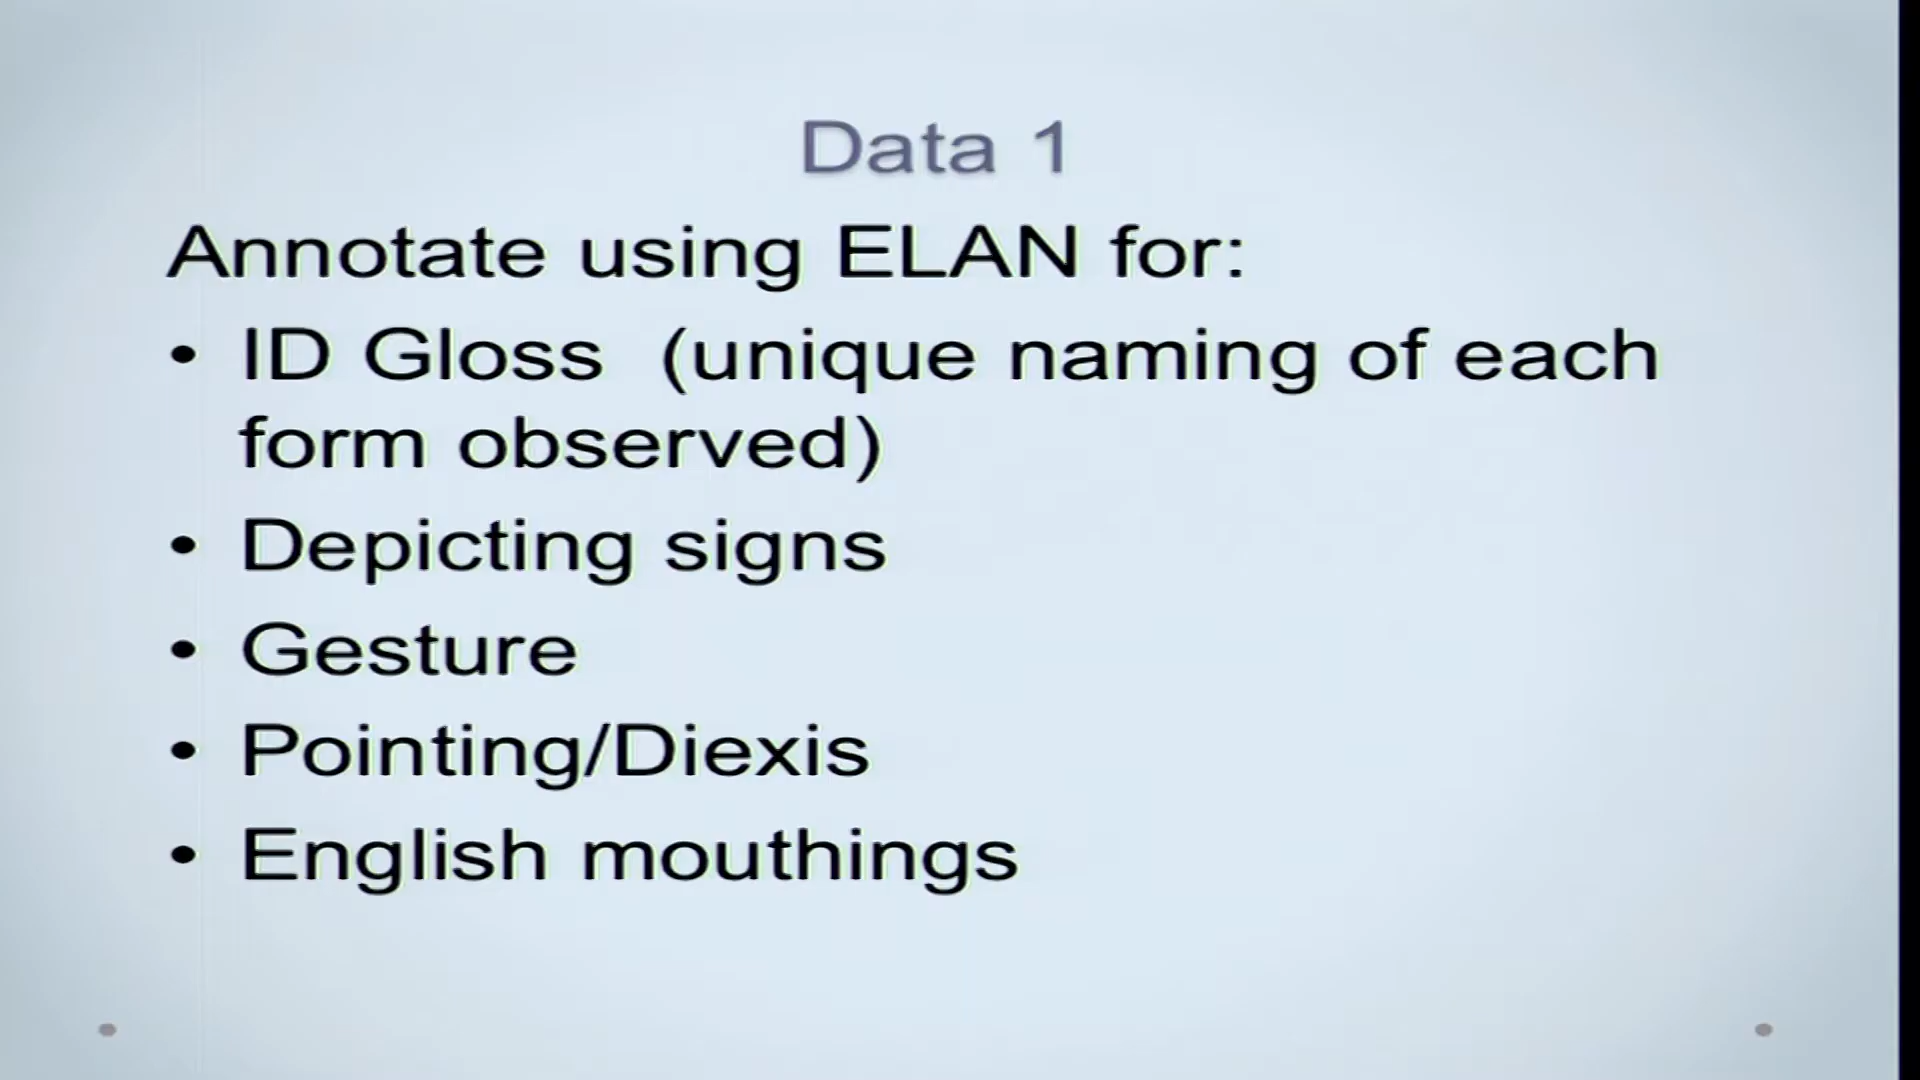 Data 1
Annotate using ELAN for:
• ID Gloss (unique naming of each
form observed)
• Depicting signs
• Gesture
• Pointing/Diexis
• English mouthings